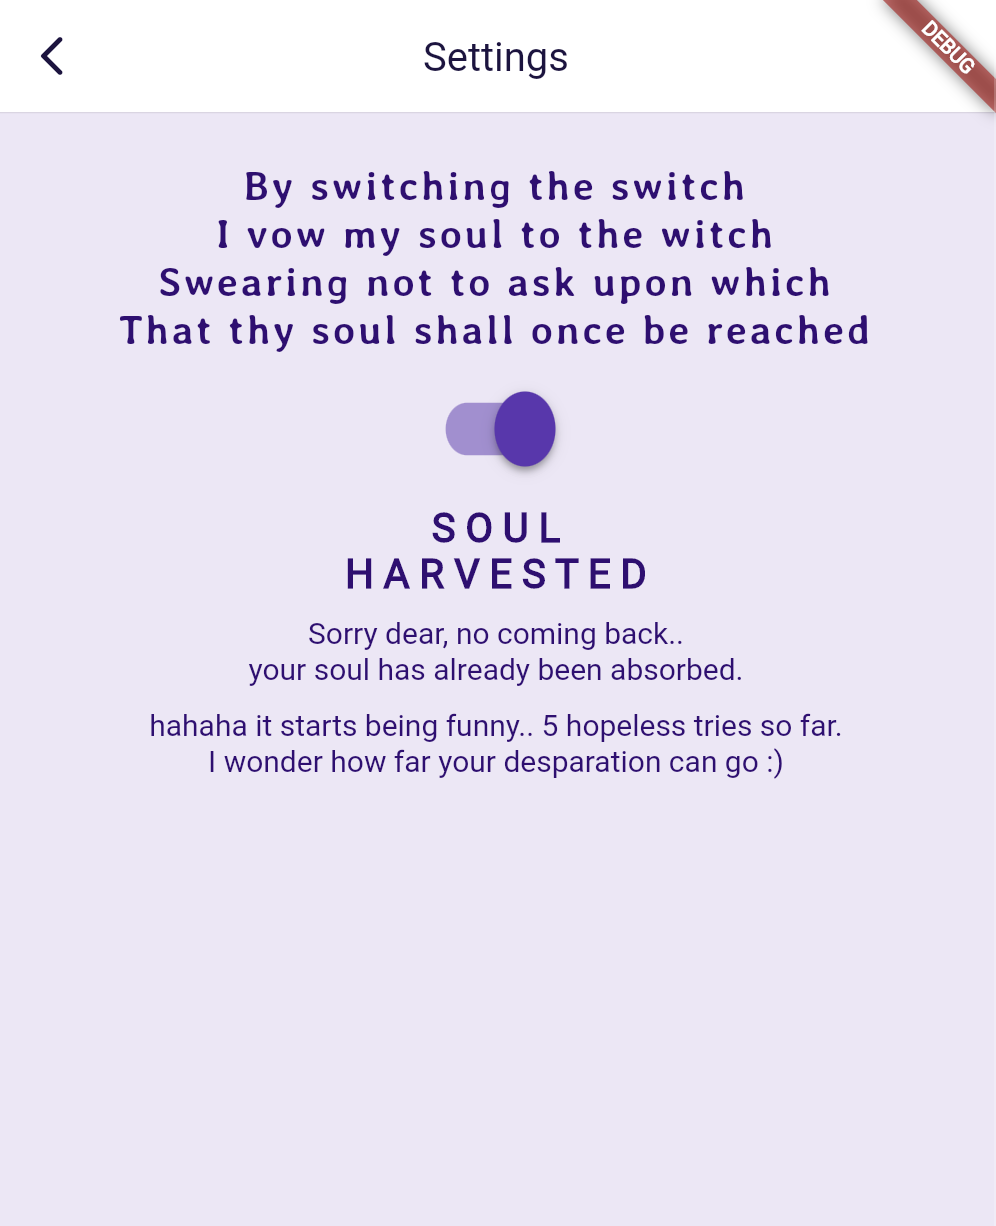 Settings
DEBUG
By switching the switch
I vow my soul to the witch
Swearing not to ask upon which
That thy soul shall once be reached
SOUL
HARVESTED
Sorry dear, no coming back..
your soul has already been absorbed.
hahaha it starts being funny.. 5 hopeless tries so far.
I wonder how far your desparation can go :)